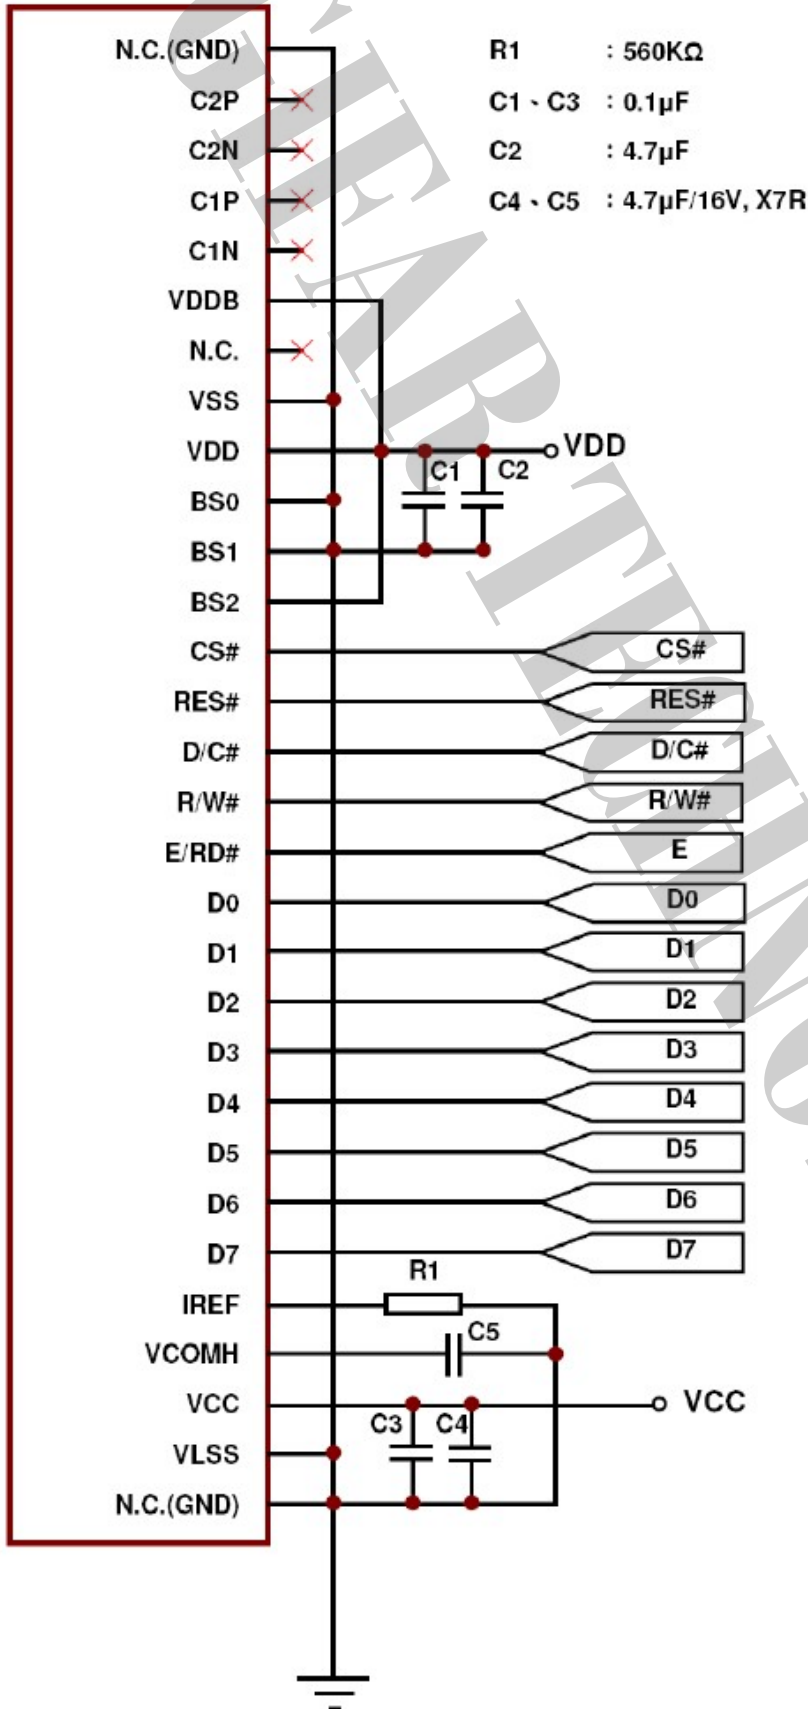 N.C.(GND)
C2P
C2N
C1P
C1N
VDDB
N.C.
VSS
VDD
BS0
BS1
BS2
CS#
RES#
D/C#
R/W#
E/RD#
D0
D1
D2
D3
D4
D5
D6
D7
IREF
VCOMH
VCC
VLSS
N.C.(GND)
R1 : 560KΩ
C1、C3 : 0.1µF
C2 : 4.7µF
C4、C5 : 4.7µF/16V, X7R
VDD
C1
C2
CS#
RES#
D/C#
R/W#
E
D0
D1
D2
D3
D4
D5
D6
D7
R1
C5
VCC
C3
C4